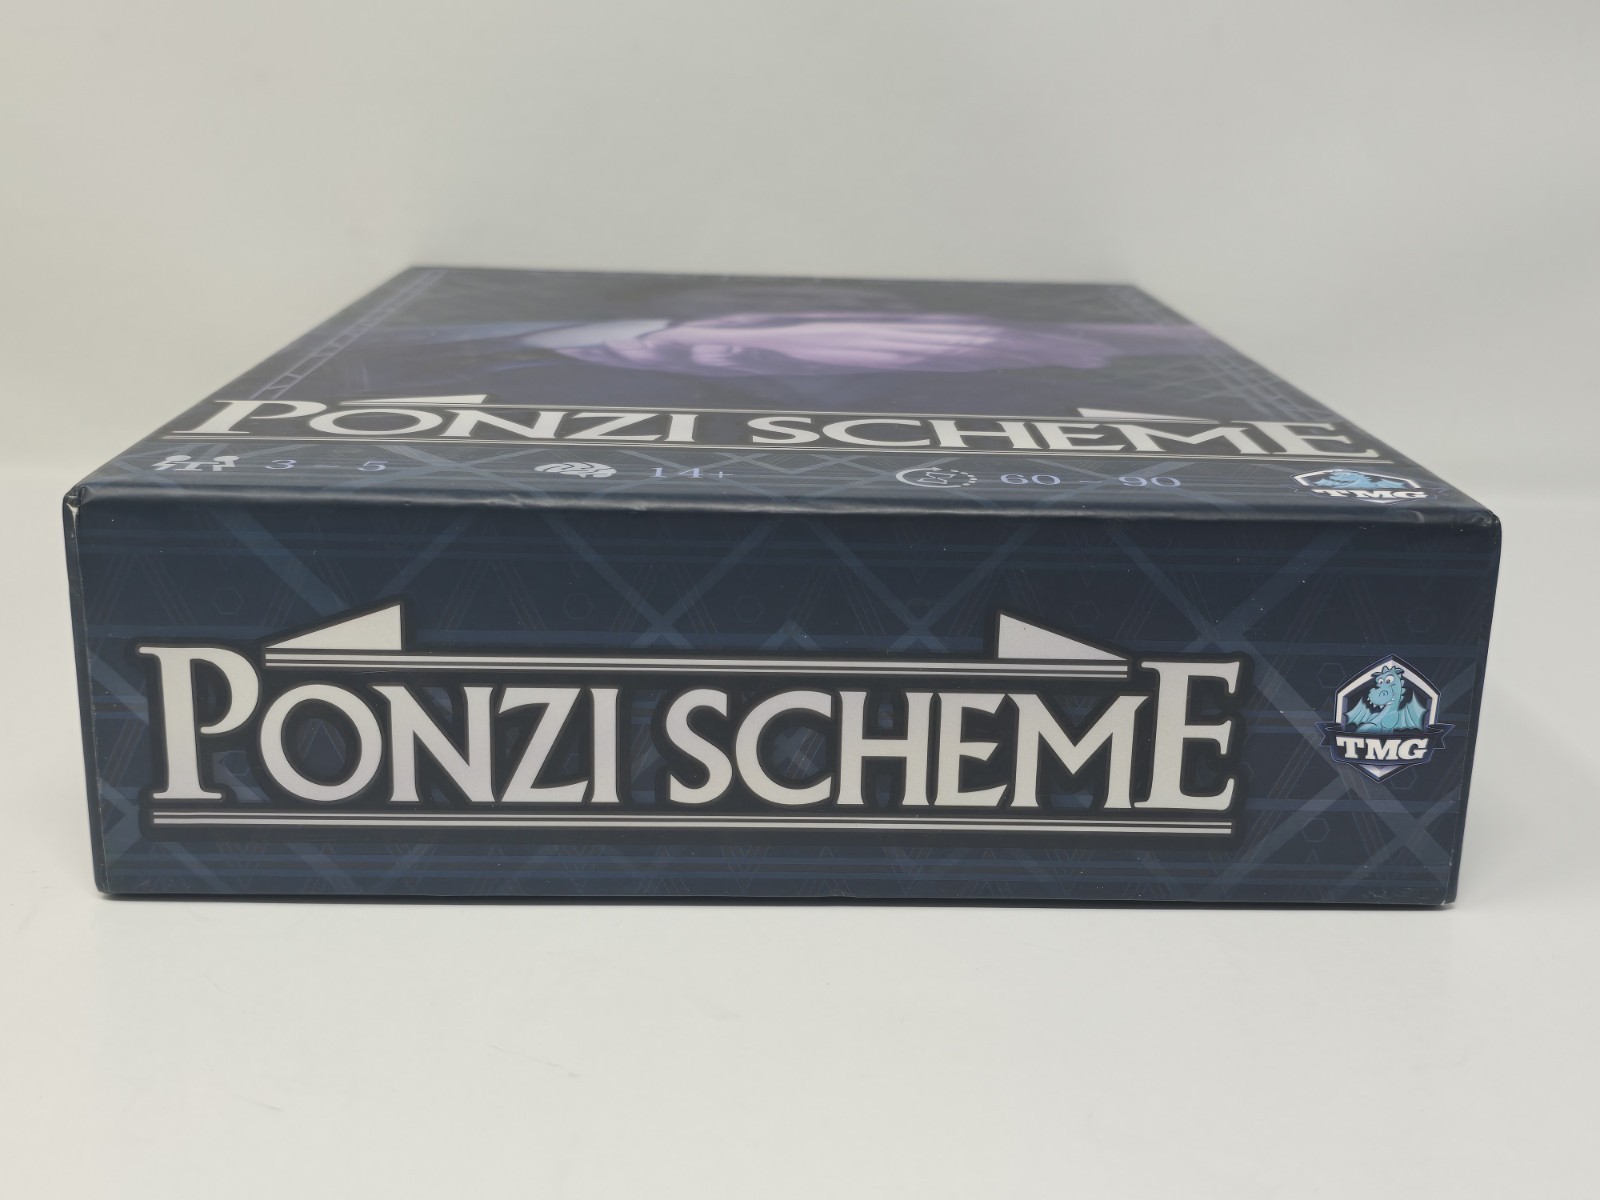 PONZI SCHEME
3 - 5 14+ 60 - 90
TMG
PONZI SCHEME
TMG